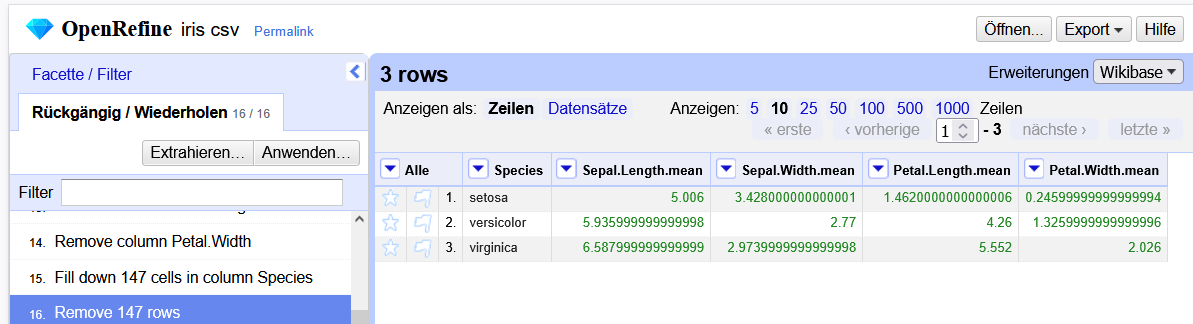 OpenRefine iris csv Permalink Öffnen... Export Hilfe
Facette / Filter
Rückgängig / Wiederholen 16 / 16
Extrahieren... Anwenden...
Filter
14. Remove column Petal.Width
15. Fill down 147 cells in column Species
16. Remove 147 rows
3 rows Erweiterungen Wikibase
Anzeigen als: Zeilen Datensätze Anzeigen: 5 10 25 50 100 500 1000 Zeilen
« erste ‹ vorherige 1 - 3 nächste › letzte »
Alle Species Sepal.Length.mean Sepal.Width.mean Petal.Length.mean Petal.Width.mean
1. setosa 5.006 3.428000000000001 1.4620000000000006 0.24599999999999994
2. versicolor 5.935999999999998 2.77 4.26 1.3259999999999996
3. virginica 6.587999999999999 2.9739999999999998 5.552 2.026